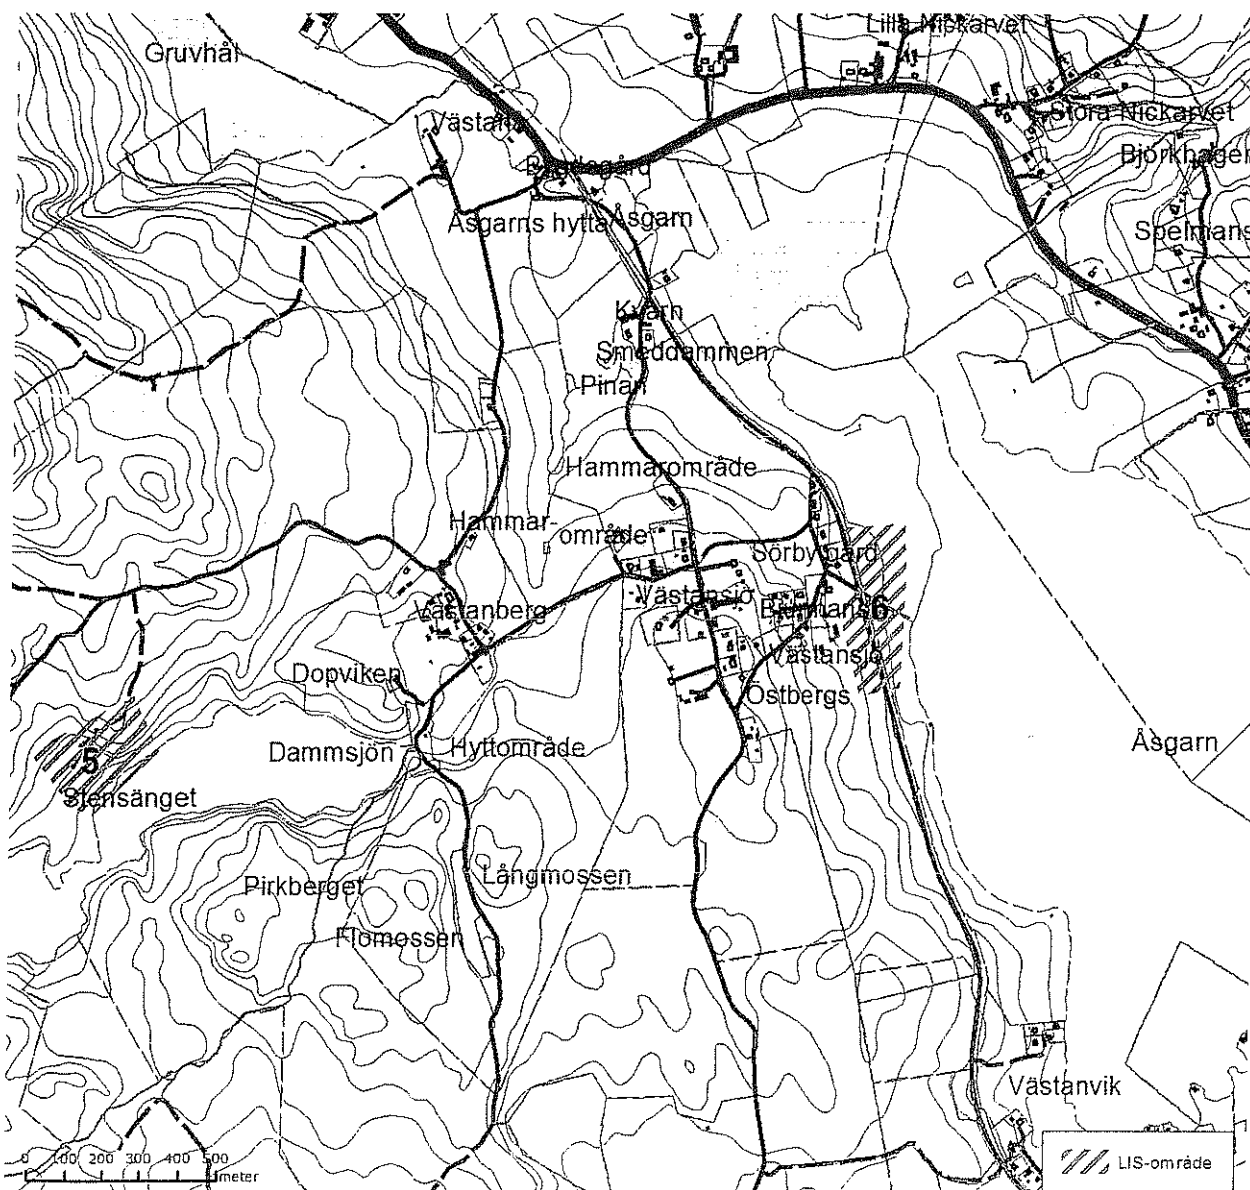 Lilla Nickarvet
Gruvhål
Stora Nickarvet
Björkhagen
Åsgarns hytta
Åsgarn
Spelmans
Kvarn
Smeddammen
Pinan
Hammarområde
Hammar-
område
Sörby gård
Västanberg
Västansjö
6
Västansjö
Dopviken
Östbergs
Dammsjön
Hyttområde
Åsgarn
5
Stensänget
Pirkberget
Långmossen
Flomossen
Västanvik
0 100 200 300 400 500
meter
LIS-område